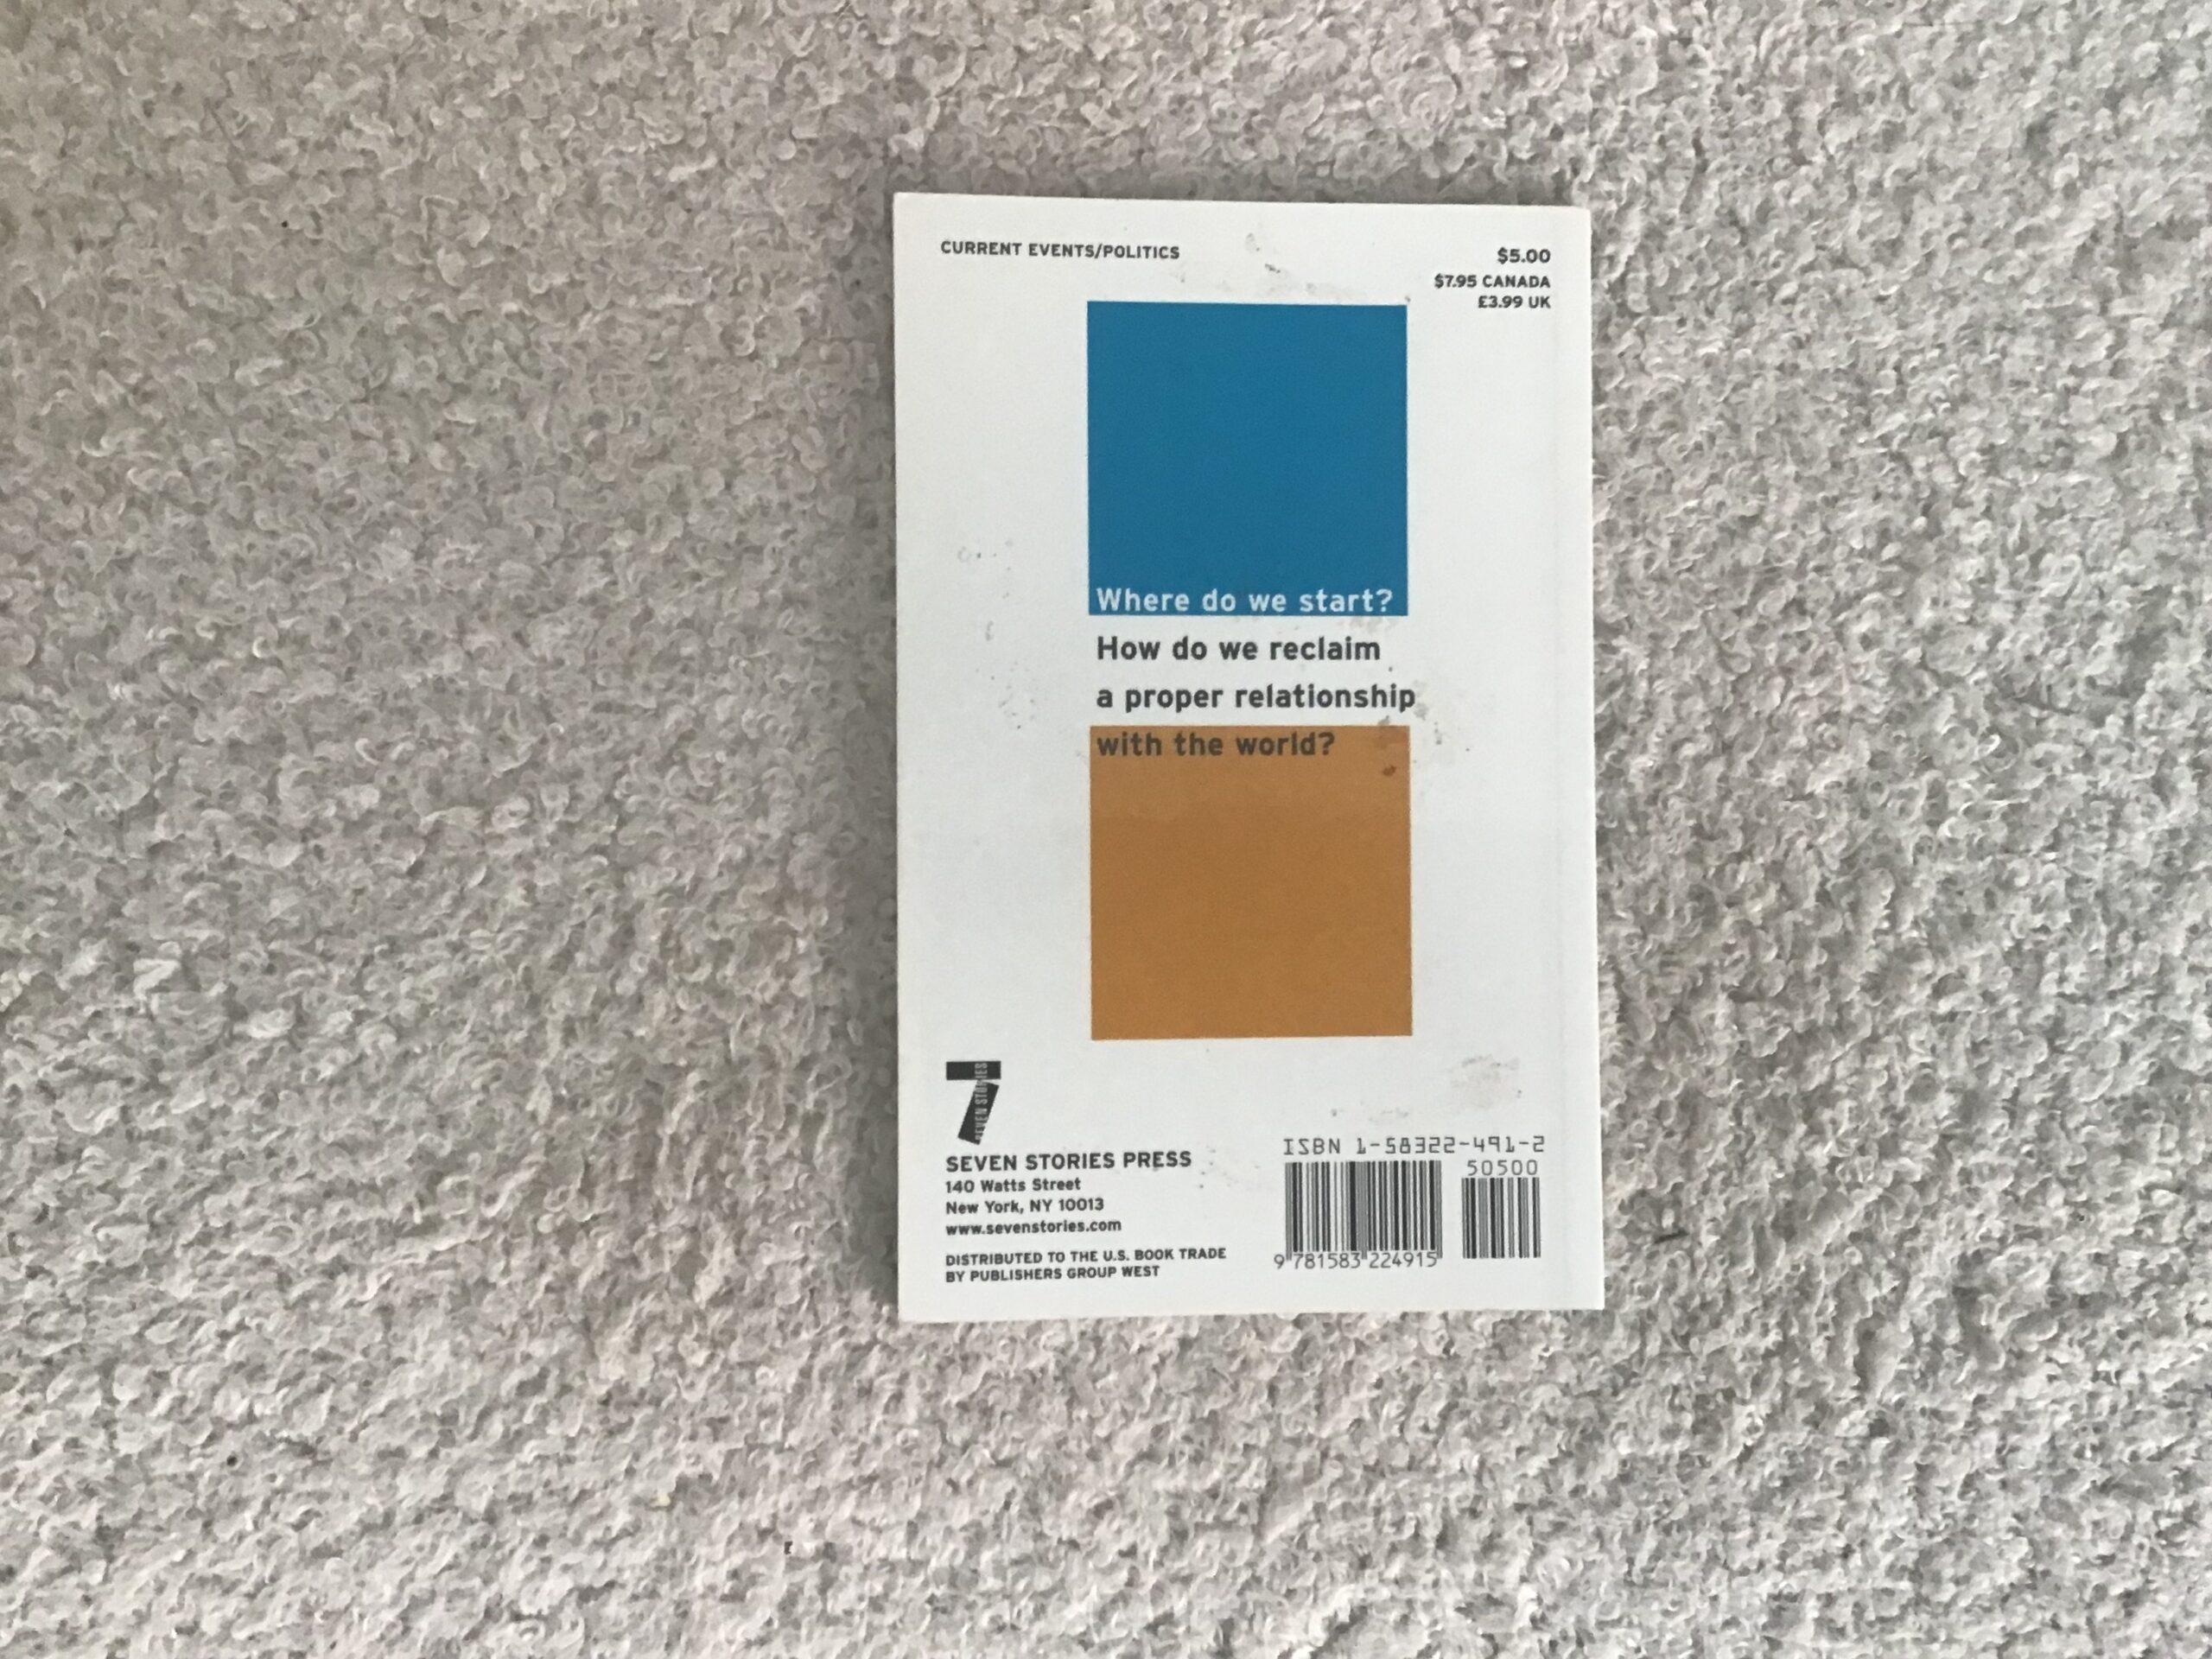 CURRENT EVENTS/POLITICS
$5.00
$7.95 CANADA
£3.99 UK
Where do we start?
How do we reclaim
a proper relationship
with the world?
7
SEVEN STORIES
SEVEN STORIES PRESS
140 Watts Street
New York, NY 10013
www.sevenstories.com
DISTRIBUTED TO THE U.S. BOOK TRADE
BY PUBLISHERS GROUP WEST
ISBN 1-58322-491-2
50500
9 781583 224915